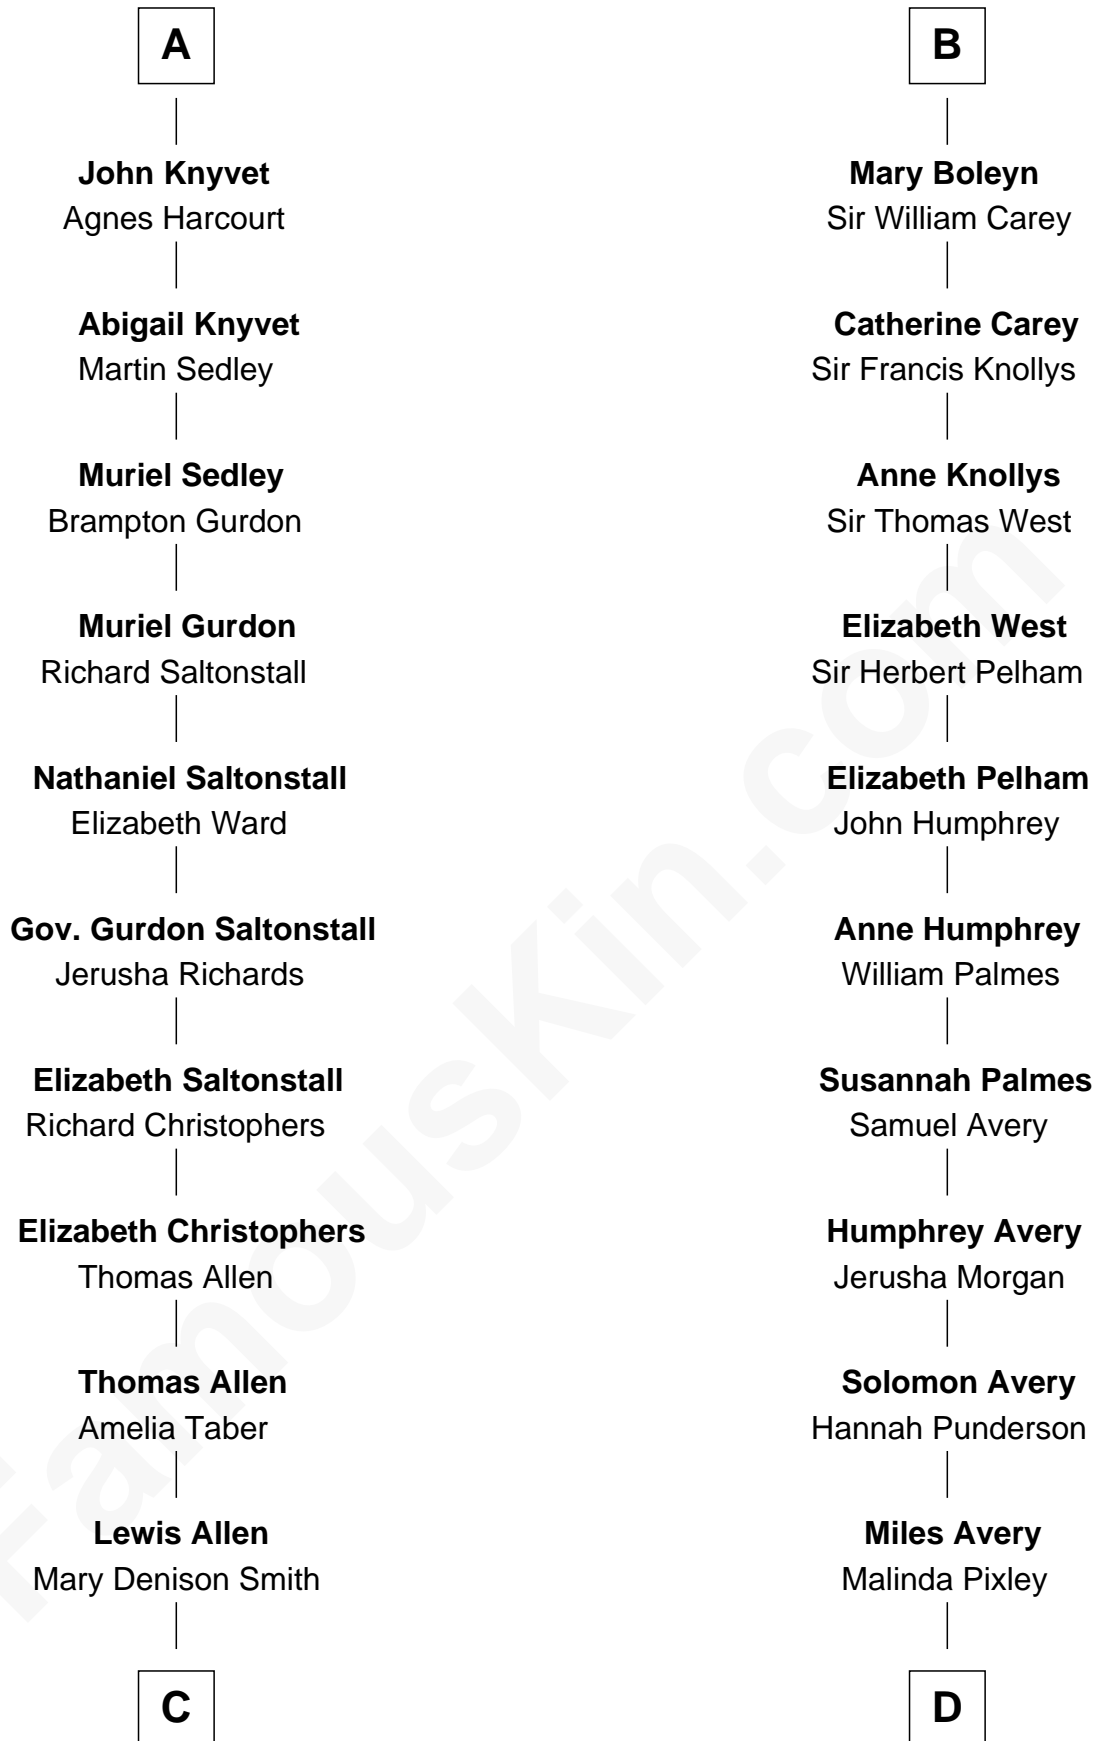 A
John Knyvet
Agnes Harcourt
Abigail Knyvet
Martin Sedley
Muriel Sedley
Brampton Gurdon
Muriel Gurdon
Richard Saltonstall
Nathaniel Saltonstall
Elizabeth Ward
Gov. Gurdon Saltonstall
Jerusha Richards
Elizabeth Saltonstall
Richard Christophers
Elizabeth Christophers
Thomas Allen
Thomas Allen
Amelia Taber
Lewis Allen
Mary Denison Smith
C
B
Mary Boleyn
Sir William Carey
Catherine Carey
Sir Francis Knollys
Anne Knollys
Sir Thomas West
Elizabeth West
Sir Herbert Pelham
Elizabeth Pelham
John Humphrey
Anne Humphrey
William Palmes
Susannah Palmes
Samuel Avery
Humphrey Avery
Jerusha Morgan
Solomon Avery
Hannah Punderson
Miles Avery
Malinda Pixley
D
FamousKin.com